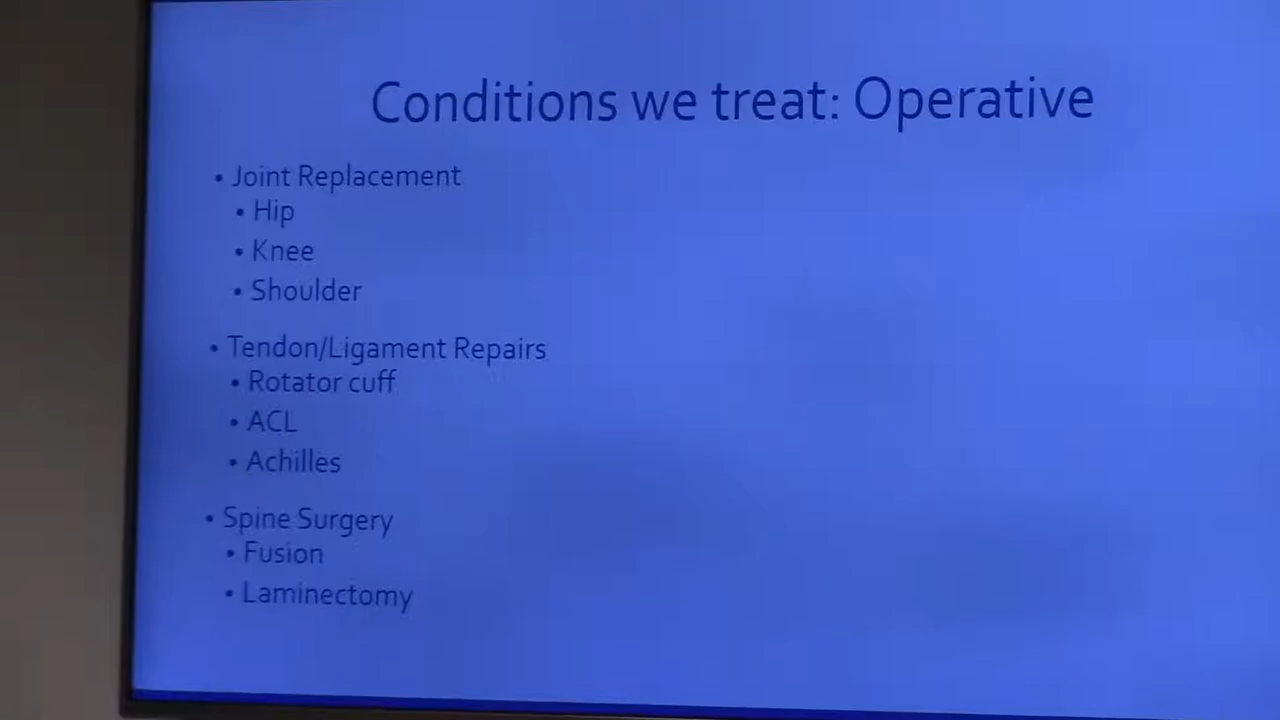 Conditions we treat: Operative
• Joint Replacement
• Hip
• Knee
• Shoulder
• Tendon/Ligament Repairs
• Rotator cuff
• ACL
• Achilles
• Spine Surgery
• Fusion
• Laminectomy